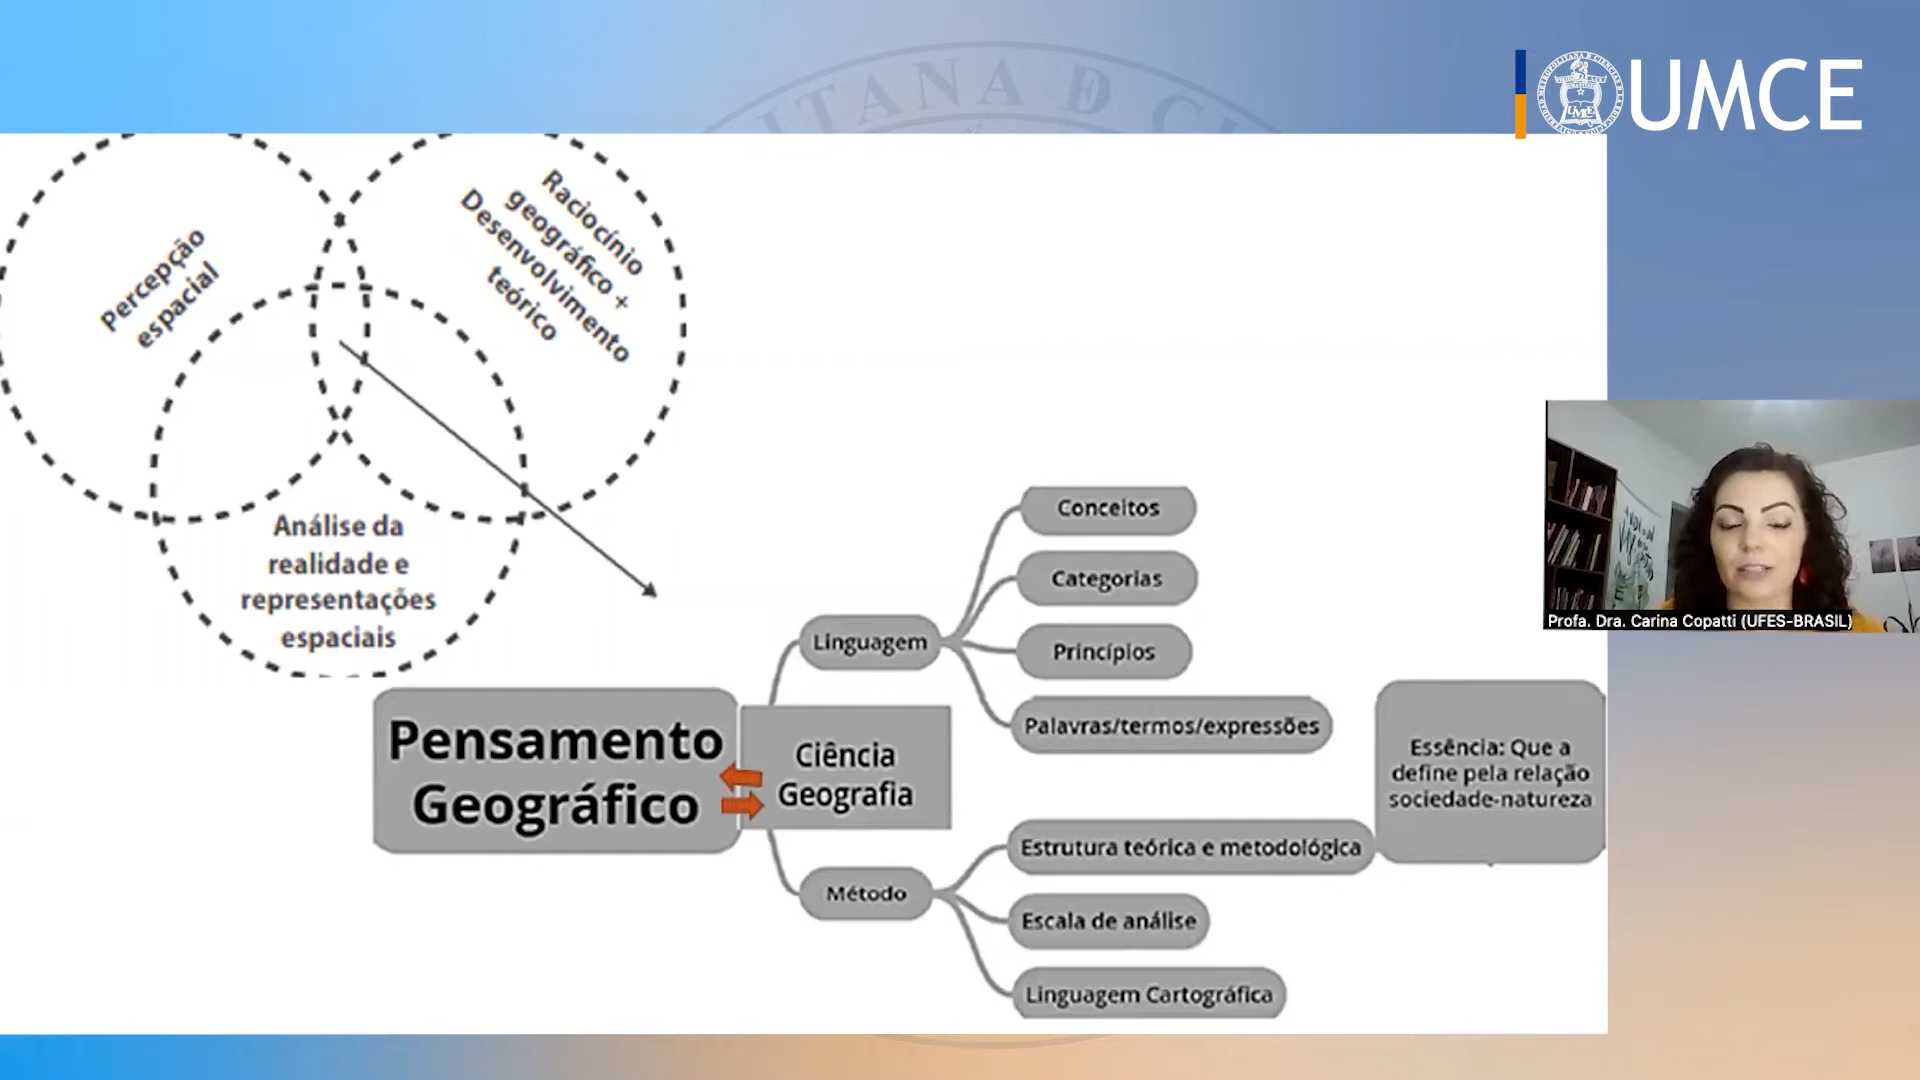 ITANA D CI
UMCE
Percepção
espacial
Raciocínio
geográfico +
Desenvolvimento
teórico
Análise da
realidade e
representações
espaciais
Conceitos
Categorias
Linguagem
Princípios
Palavras/termos/expressões
Pensamento
Geográfico
Ciência
Geografia
Essência: Que a
define pela relação
sociedade-natureza
Estrutura teórica e metodológica
Método
Escala de análise
Linguagem Cartográfica
Profa. Dra. Carina Copatti (UFES-BRASIL)